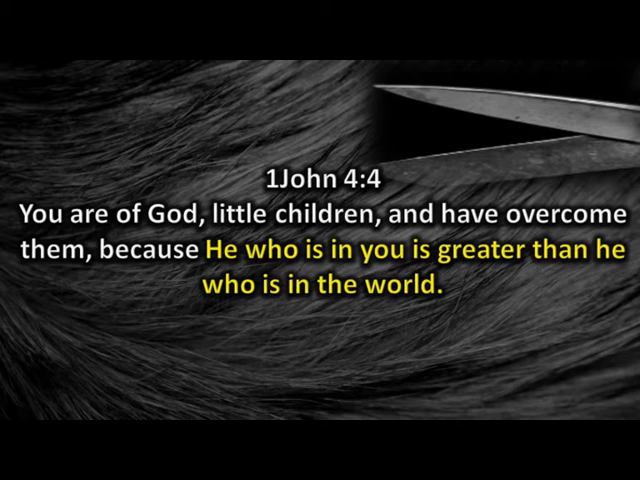 1John 4:4
You are of God, little children, and have overcome
them, because He who is in you is greater than he
who is in the world.